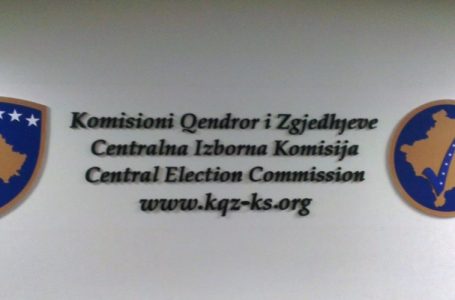 Komisioni Qendror i Zgjedhjeve
Centralna Izborna Komisija
Central Election Commission
www.kqz-ks.org